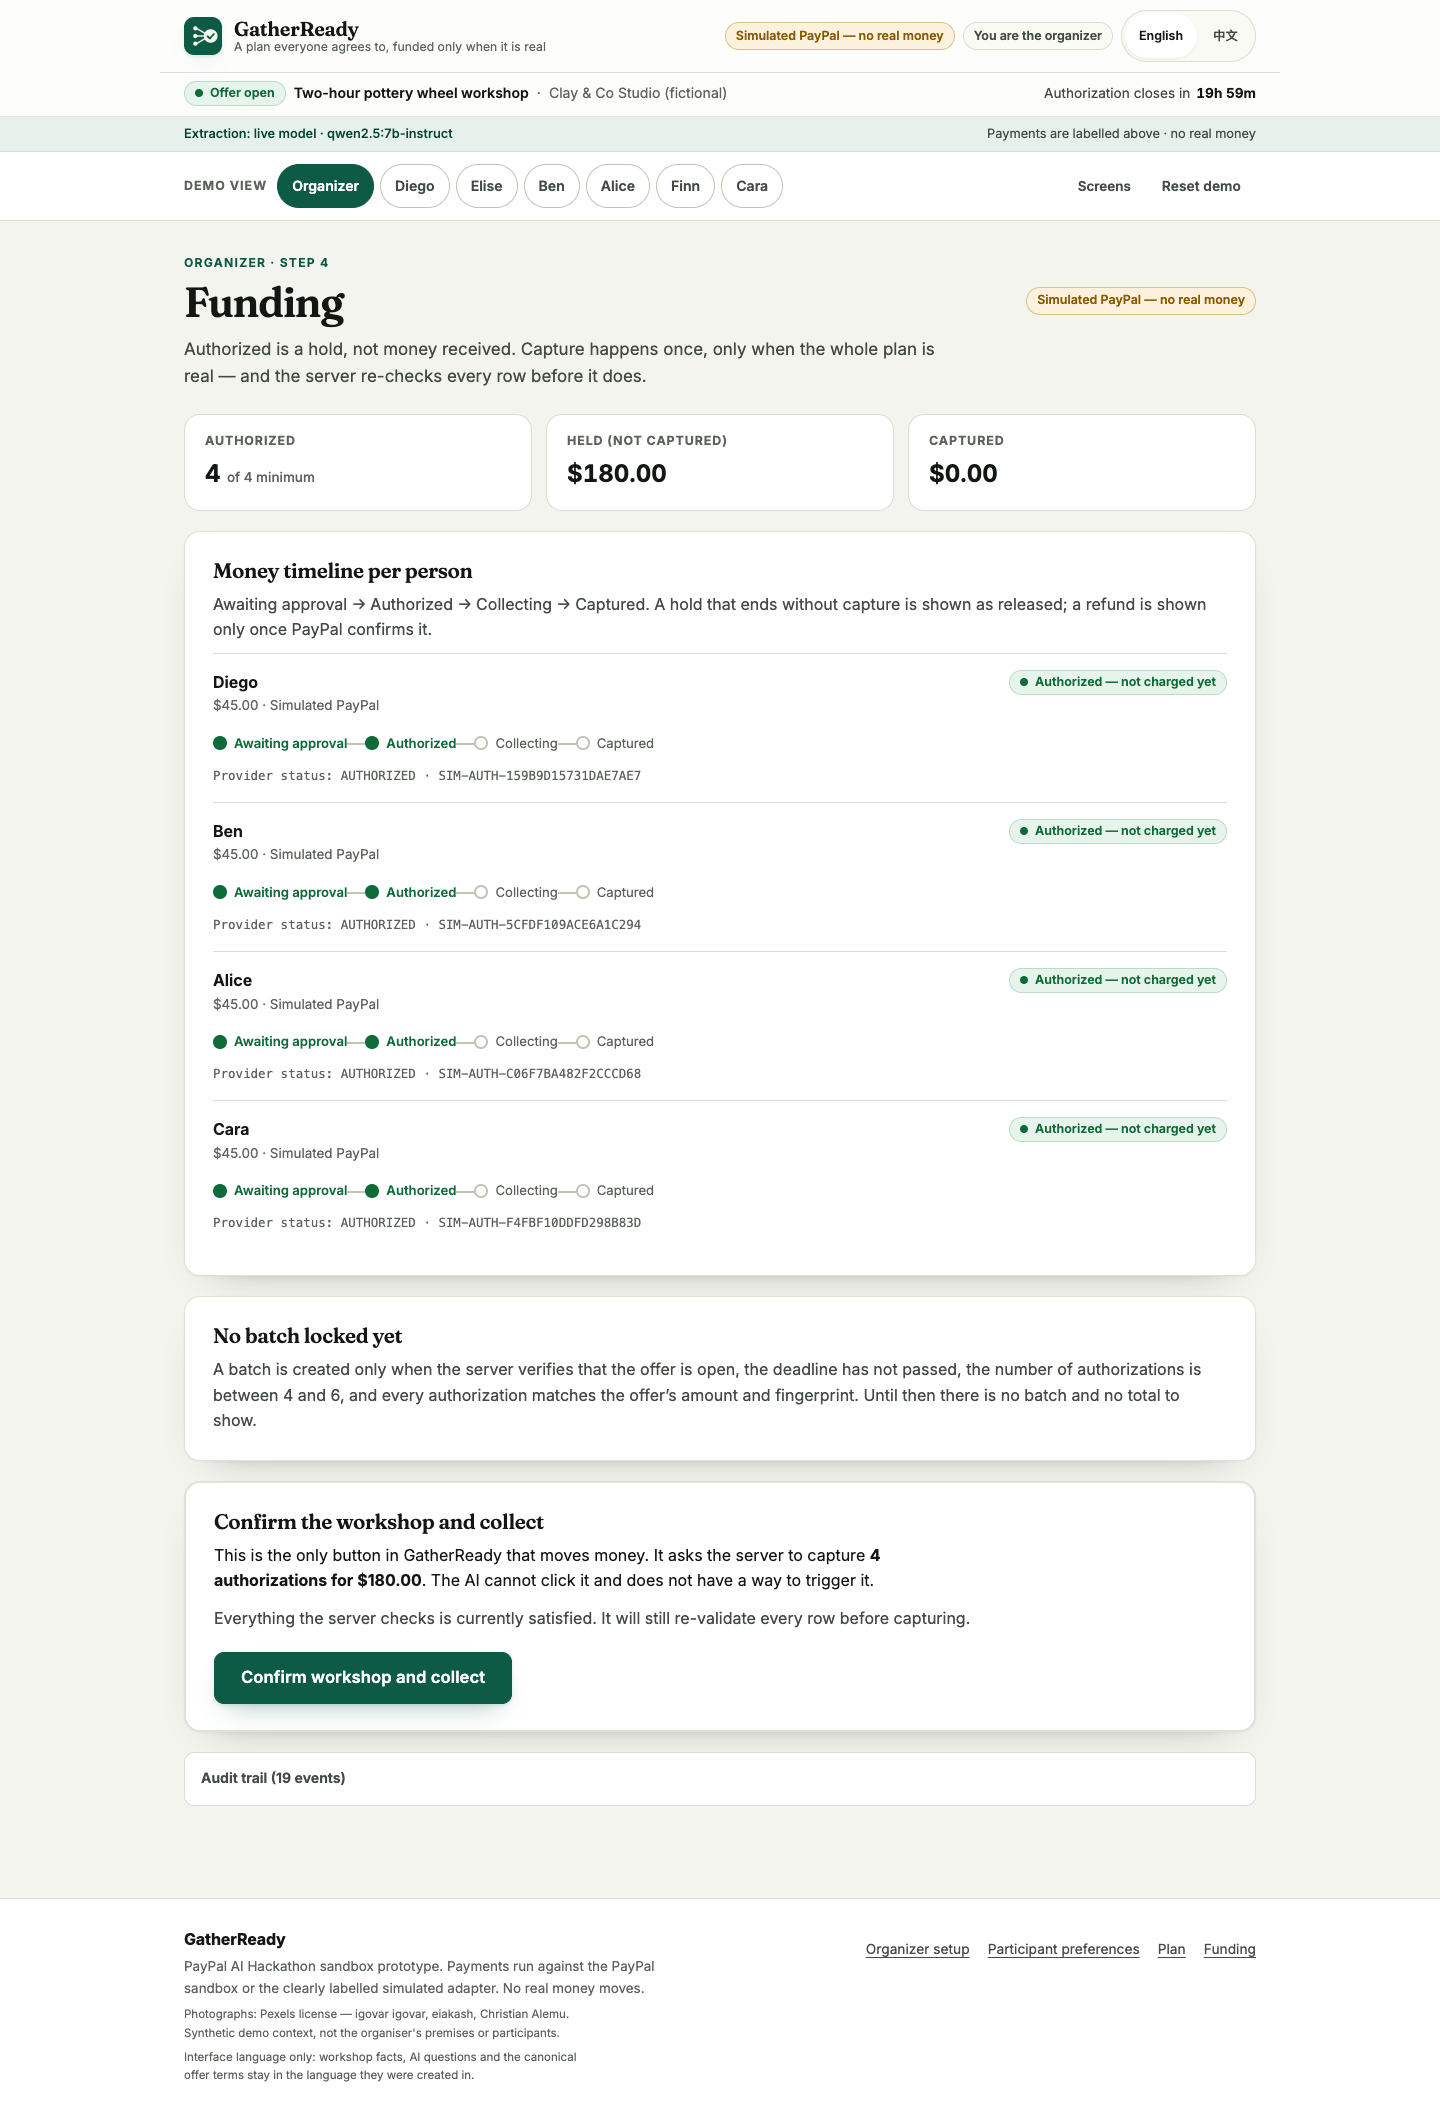 GatherReady
A plan everyone agrees to, funded only when it is real
Simulated PayPal — no real money
You are the organizer
English
中文
Offer open
Two-hour pottery wheel workshop · Clay & Co Studio (fictional)
Authorization closes in 19h 59m
Extraction: live model · qwen2.5:7b-instruct
Payments are labelled above · no real money
DEMO VIEW
Organizer
Diego
Elise
Ben
Alice
Finn
Cara
Screens
Reset demo
ORGANIZER · STEP 4
Funding
Simulated PayPal — no real money
Authorized is a hold, not money received. Capture happens once, only when the whole plan is
real — and the server re-checks every row before it does.
AUTHORIZED
4 of 4 minimum
HELD (NOT CAPTURED)
$180.00
CAPTURED
$0.00
Money timeline per person
Awaiting approval → Authorized → Collecting → Captured. A hold that ends without capture is shown as released; a refund is shown
only once PayPal confirms it.
Diego
Authorized — not charged yet
$45.00 · Simulated PayPal
Awaiting approval Authorized Collecting Captured
Provider status: AUTHORIZED · SIM-AUTH-159B9D15731DAE7AE7
Ben
Authorized — not charged yet
$45.00 · Simulated PayPal
Awaiting approval Authorized Collecting Captured
Provider status: AUTHORIZED · SIM-AUTH-5CFDF109ACE6A1C294
Alice
Authorized — not charged yet
$45.00 · Simulated PayPal
Awaiting approval Authorized Collecting Captured
Provider status: AUTHORIZED · SIM-AUTH-C06F7BA482F2CCCD68
Cara
Authorized — not charged yet
$45.00 · Simulated PayPal
Awaiting approval Authorized Collecting Captured
Provider status: AUTHORIZED · SIM-AUTH-F4FBF10DDFD298B83D
No batch locked yet
A batch is created only when the server verifies that the offer is open, the deadline has not passed, the number of authorizations is
between 4 and 6, and every authorization matches the offer’s amount and fingerprint. Until then there is no batch and no total to
show.
Confirm the workshop and collect
This is the only button in GatherReady that moves money. It asks the server to capture 4
authorizations for $180.00. The AI cannot click it and does not have a way to trigger it.
Everything the server checks is currently satisfied. It will still re-validate every row before capturing.
Confirm workshop and collect
Audit trail (19 events)
GatherReady
PayPal AI Hackathon sandbox prototype. Payments run against the PayPal
sandbox or the clearly labelled simulated adapter. No real money moves.
Photographs: Pexels license — igovar igovar, eiakash, Christian Alemu.
Synthetic demo context, not the organiser's premises or participants.
Interface language only: workshop facts, AI questions and the canonical
offer terms stay in the language they were created in.
Organizer setup
Participant preferences
Plan
Funding